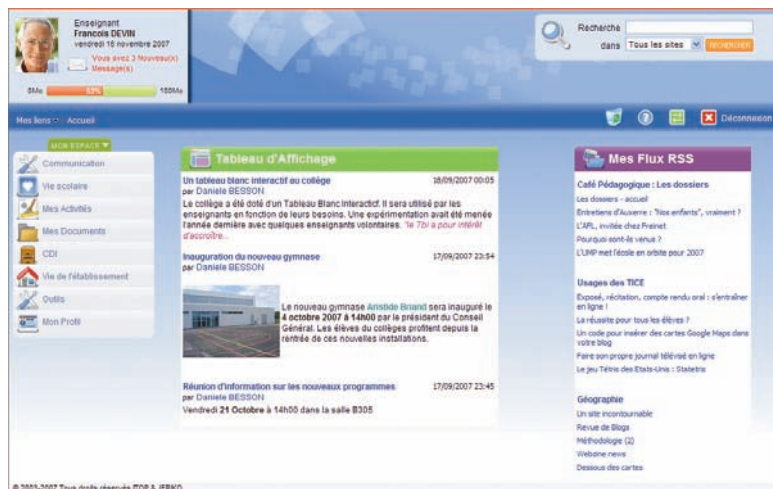 Enseignant
Francois DEVIN
vendredi 16 novembre 2007
Vous avez 3 Nouveau(x)
Message(s)
0Mo 52% 100Mo
Recherche
dans Tous les sites RECHERCHER
Mes liens Accueil
Déconnexion
MON ESPACE
Communication
Vie scolaire
Mes Activités
Mes Documents
CDI
Vie de l'établissement
Outils
Mon Profil
Tableau d'Affichage
Un tableau blanc interactif au collège 18/09/2007 00:05
par Daniele BESSON
Le collège a été doté d'un Tableau Blanc Interactif. Il sera utilisé par les
enseignants en fonction de leurs besoins. Une expérimentation avait été menée
l'année dernière avec quelques enseignants volontaires. "le Tbi a pour intérêt
d'accroître...
Inauguration du nouveau gymnase 17/09/2007 23:54
par Daniele BESSON
Le nouveau gymnase Aristide Briand sera inauguré le
4 octobre 2007 à 14h00 par le président du Conseil
Général. Les élèves du collèges profitent depuis la
rentrée de ces nouvelles installations.
Réunion d'information sur les nouveaux programmes 17/09/2007 23:45
par Daniele BESSON
Vendredi 21 Octobre à 14h00 dans la salle B305
Mes Flux RSS
Café Pédagogique : Les dossiers
Les dossiers - accueil
Entretiens d'Auxerre : "Nos enfants", vraiment ?
L'AFL, invitée chez Freinet
Pourquoi sont-ils venus ?
L'UMP met l'école en orbite pour 2007
Usages des TICE
Exposé, récitation, compte rendu oral : s'entraîner
en ligne !
La réussite pour tous les élèves ?
Un code pour insérer des cartes Google Maps dans
votre blog
Faire son propre journal télévisé en ligne
Le jeu Tétris des Etats-Unis : Statetris
Géographie
Un site incontournable
Revue de Blogs
Méthodologie (2)
Webzine news
Dessous des cartes
© 2003-2007 Tous droits réservés ITOP &